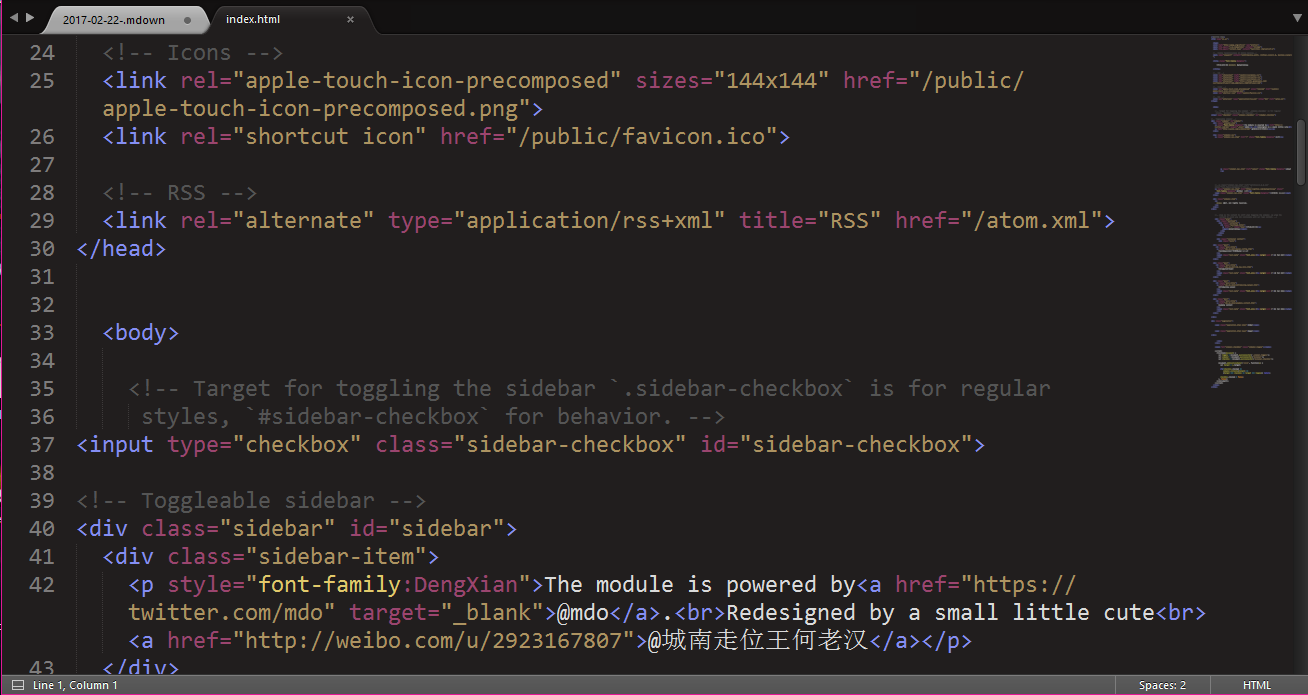 2017-02-22-.mdown
index.html
24 <!-- Icons -->
25 <link rel="apple-touch-icon-precomposed" sizes="144x144" href="/public/
apple-touch-icon-precomposed.png">
26 <link rel="shortcut icon" href="/public/favicon.ico">
27
28 <!-- RSS -->
29 <link rel="alternate" type="application/rss+xml" title="RSS" href="/atom.xml">
30 </head>
31
32
33 <body>
34
35 <!-- Target for toggling the sidebar `.sidebar-checkbox` is for regular
36 styles, `#sidebar-checkbox` for behavior. -->
37 <input type="checkbox" class="sidebar-checkbox" id="sidebar-checkbox">
38
39 <!-- Toggleable sidebar -->
40 <div class="sidebar" id="sidebar">
41 <div class="sidebar-item">
42 <p style="font-family:DengXian">The module is powered by<a href="https://
twitter.com/mdo" target="_blank">@mdo</a>.<br>Redesigned by a small little cute<br>
<a href="http://weibo.com/u/2923167807">@城南走位王何老汉</a></p>
43 </div>
Line 1, Column 1
Spaces: 2
HTML